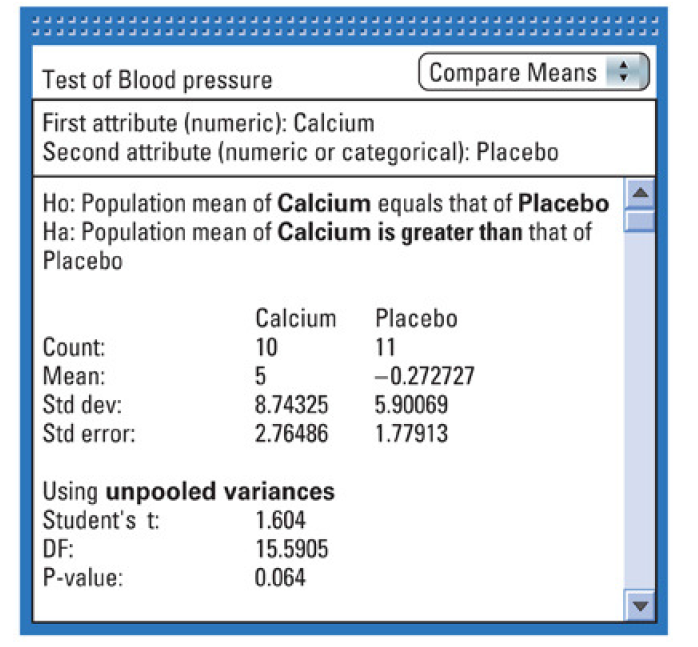 Test of Blood pressure Compare Means
First attribute (numeric): Calcium
Second attribute (numeric or categorical): Placebo
Ho: Population mean of Calcium equals that of Placebo
Ha: Population mean of Calcium is greater than that of
Placebo
Calcium Placebo
Count: 10 11
Mean: 5 −0.272727
Std dev: 8.74325 5.90069
Std error: 2.76486 1.77913
Using unpooled variances
Student's t: 1.604
DF: 15.5905
P-value: 0.064